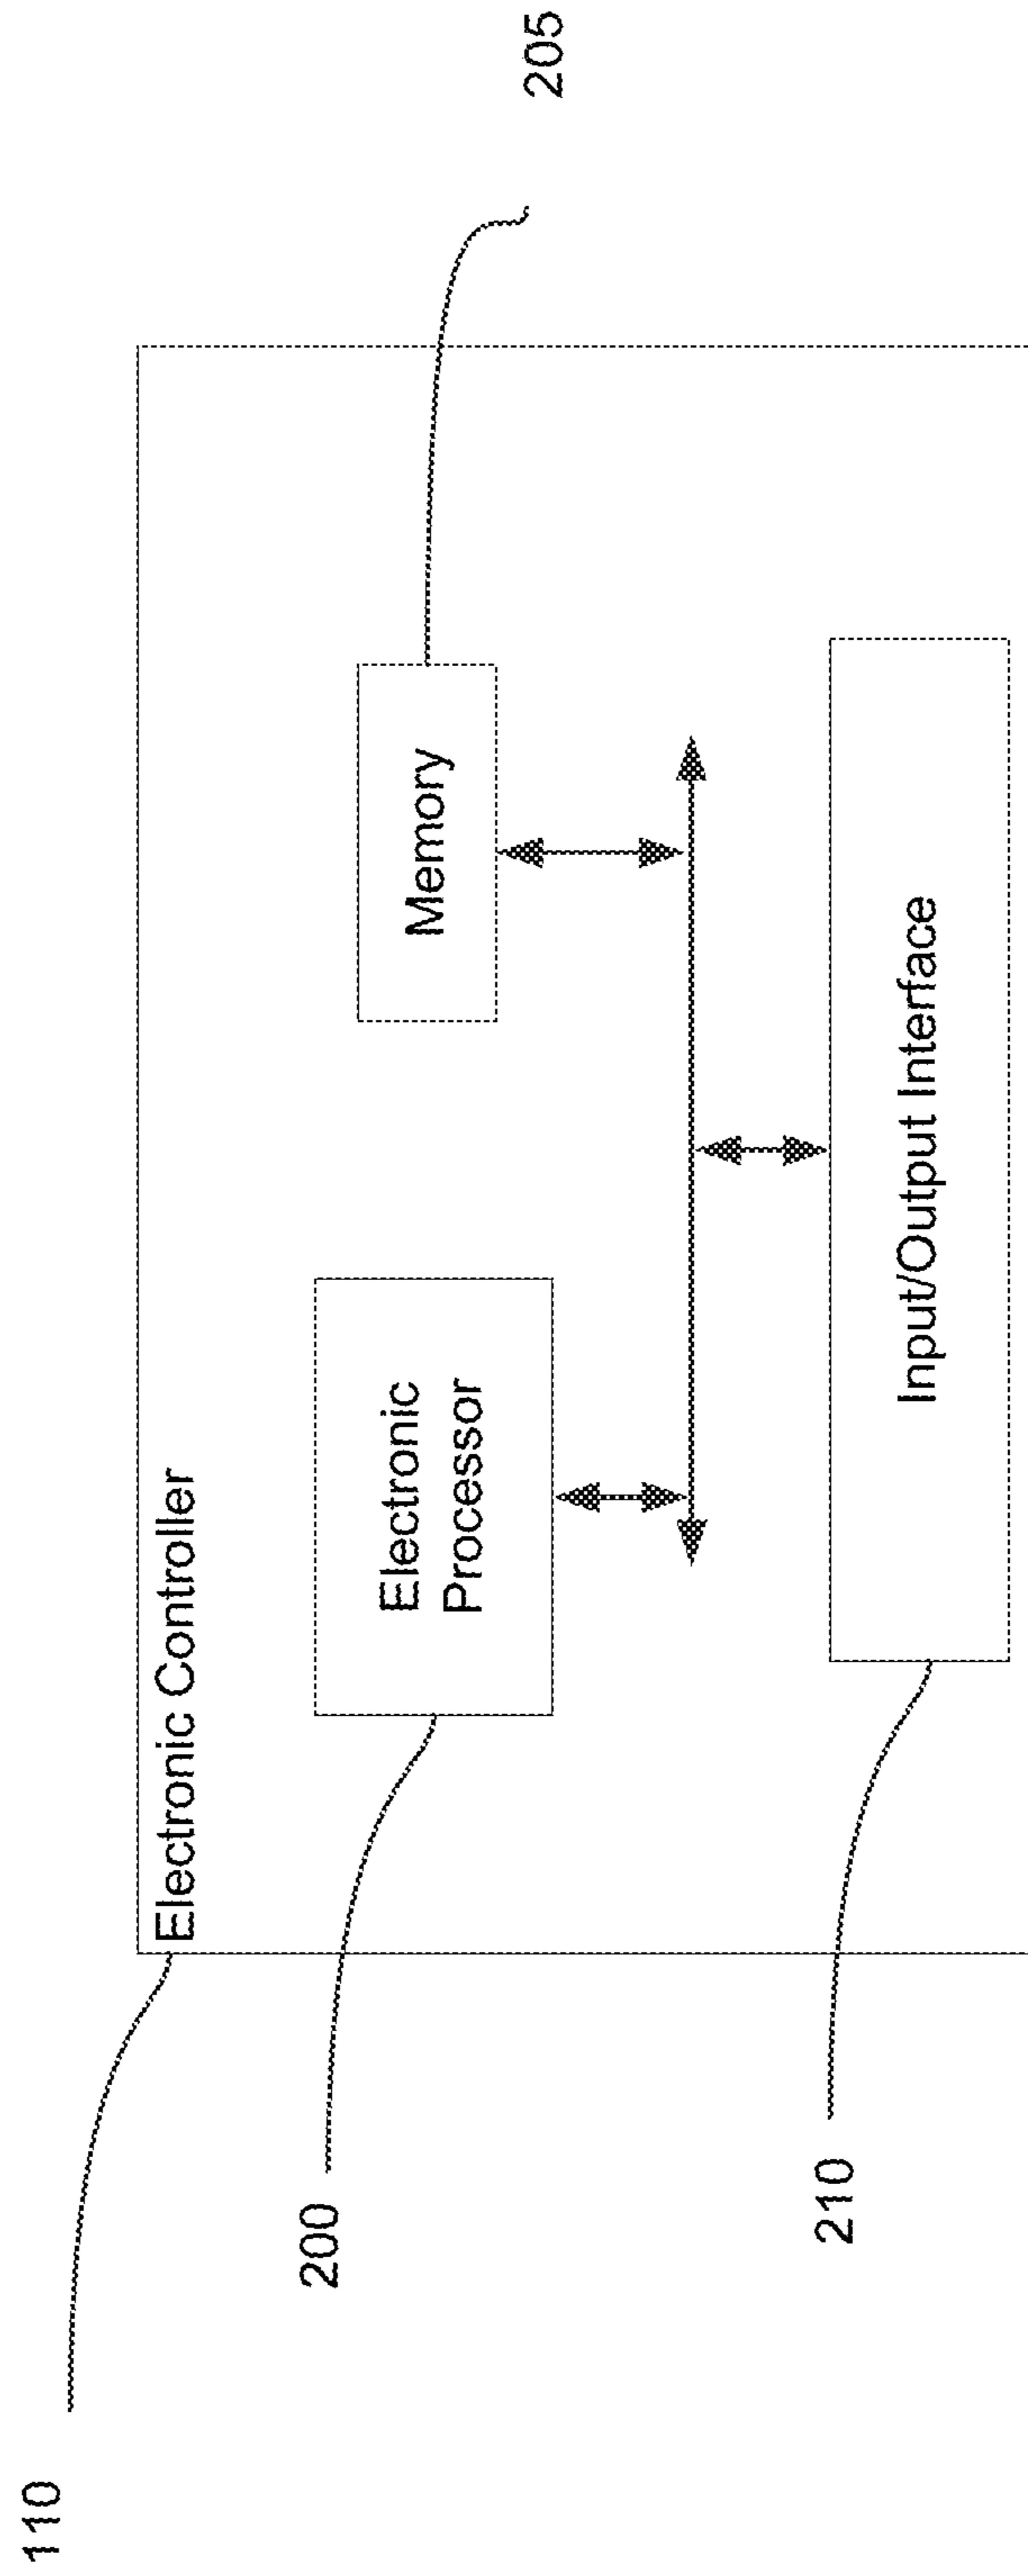 110
Electronic Controller
200
Electronic
Processor
Memory
205
210
Input/Output Interface